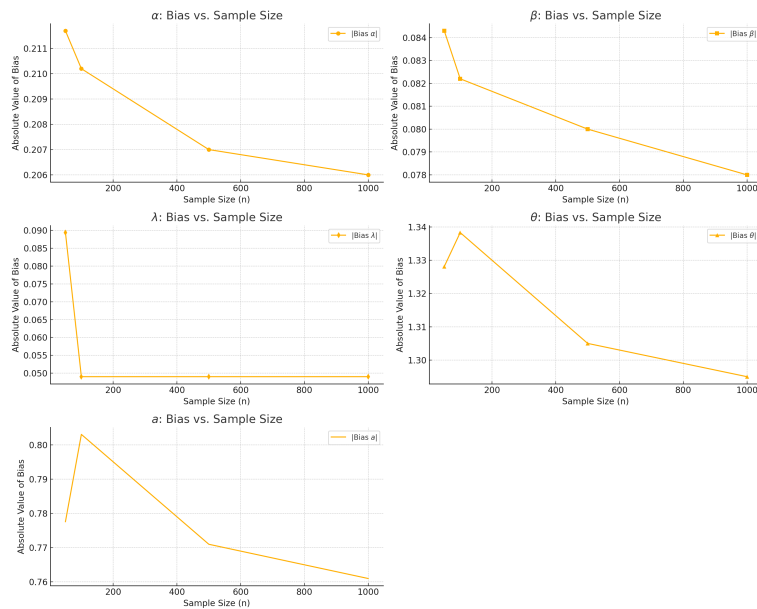 α: Bias vs. Sample Size
|Bias α|
Absolute Value of Bias
0.211
0.210
0.209
0.208
0.207
0.206
200
400
600
800
1000
Sample Size (n)
β: Bias vs. Sample Size
|Bias β|
Absolute Value of Bias
0.084
0.083
0.082
0.081
0.080
0.079
0.078
200
400
600
800
1000
Sample Size (n)
λ: Bias vs. Sample Size
|Bias λ|
Absolute Value of Bias
0.090
0.085
0.080
0.075
0.070
0.065
0.060
0.055
0.050
200
400
600
800
1000
Sample Size (n)
θ: Bias vs. Sample Size
|Bias θ|
Absolute Value of Bias
1.34
1.33
1.32
1.31
1.30
200
400
600
800
1000
Sample Size (n)
a: Bias vs. Sample Size
|Bias a|
Absolute Value of Bias
0.80
0.79
0.78
0.77
0.76
200
400
600
800
1000
Sample Size (n)